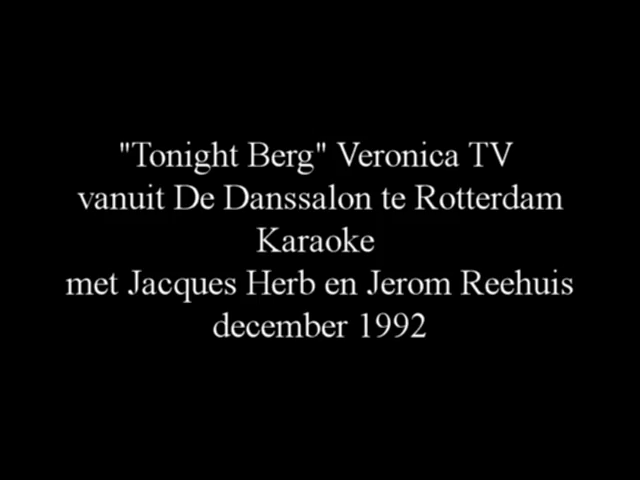 "Tonight Berg" Veronica TV
vanuit De Danssalon te Rotterdam
Karaoke
met Jacques Herb en Jerom Reehuis
december 1992